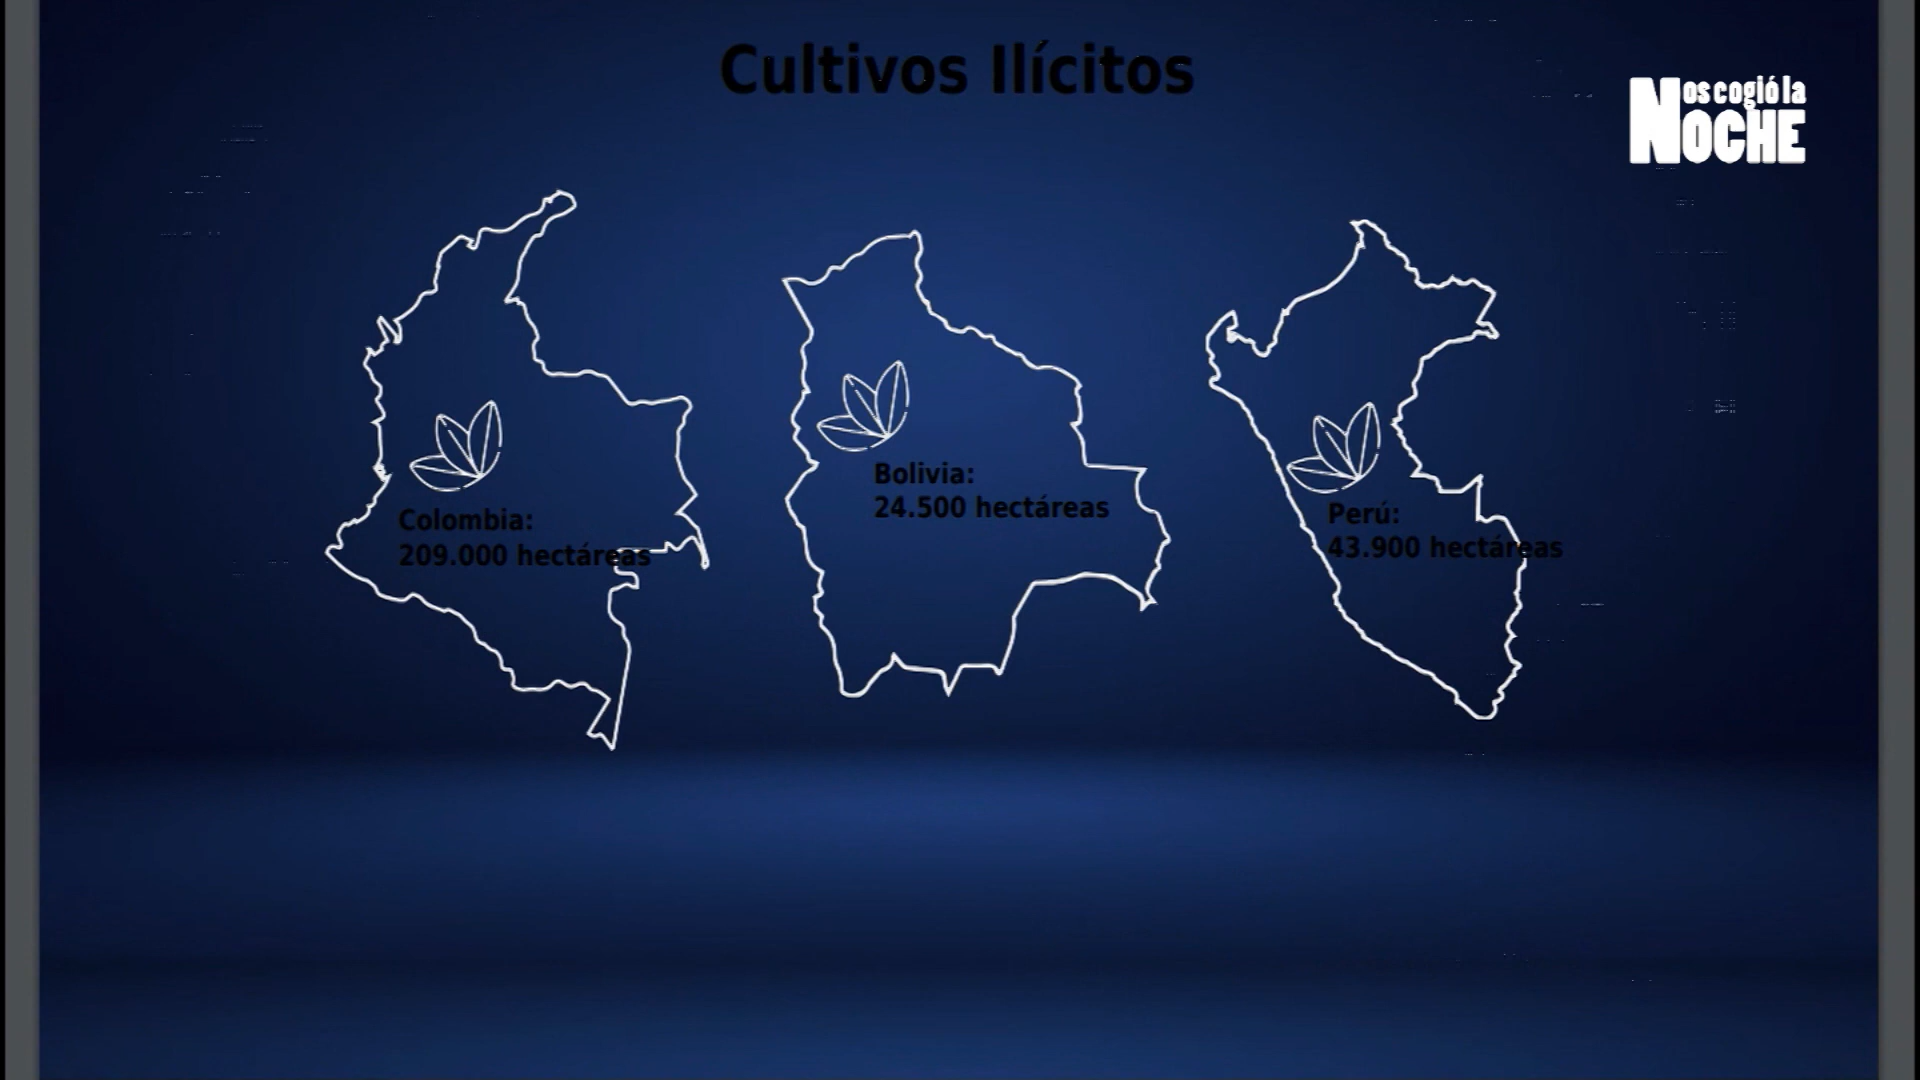 Cultivos Ilícitos
Nos cogió la
NOCHE
Colombia:
209.000 hectáreas
Bolivia:
24.500 hectáreas
Perú:
43.900 hectáreas